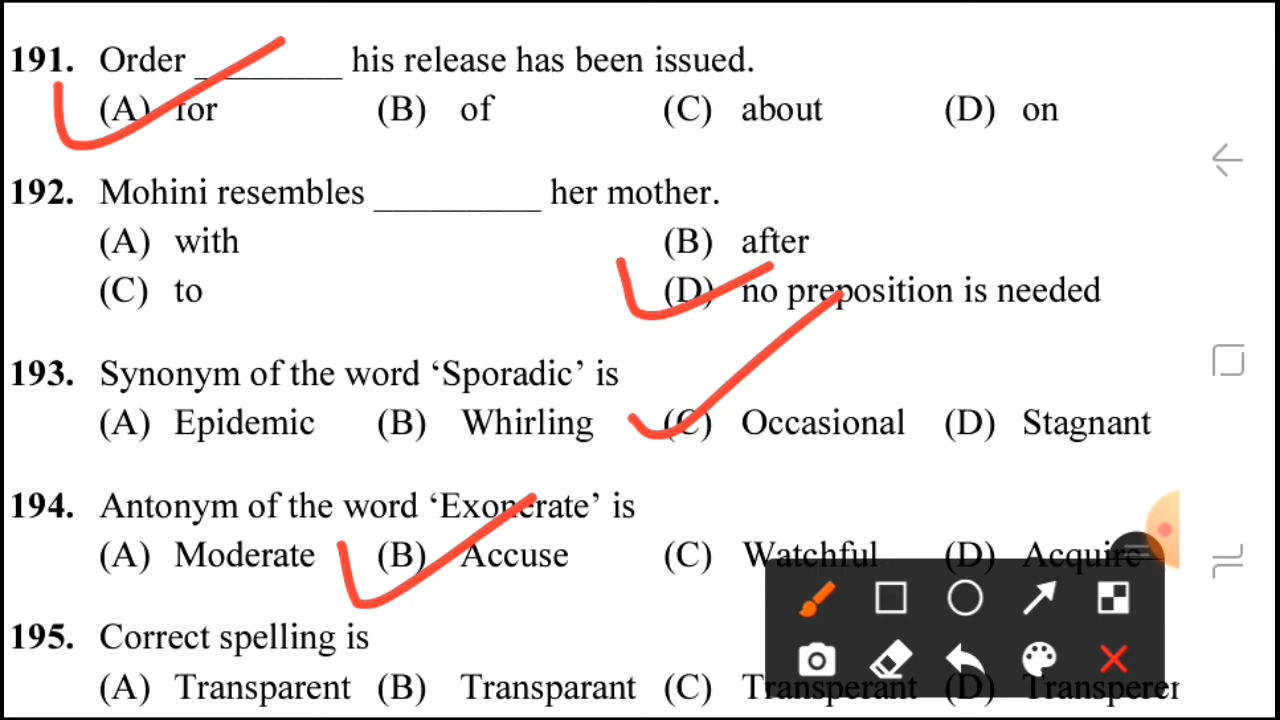 191. Order ________ his release has been issued.
(A) for (B) of (C) about (D) on
192. Mohini resembles _________ her mother.
(A) with (B) after
(C) to (D) no preposition is needed
193. Synonym of the word ‘Sporadic’ is
(A) Epidemic (B) Whirling (C) Occasional (D) Stagnant
194. Antonym of the word ‘Exonerate’ is
(A) Moderate (B) Accuse (C) Watchful (D) Acquire
195. Correct spelling is
(A) Transparent (B) Transparant (C) Transperant (D)